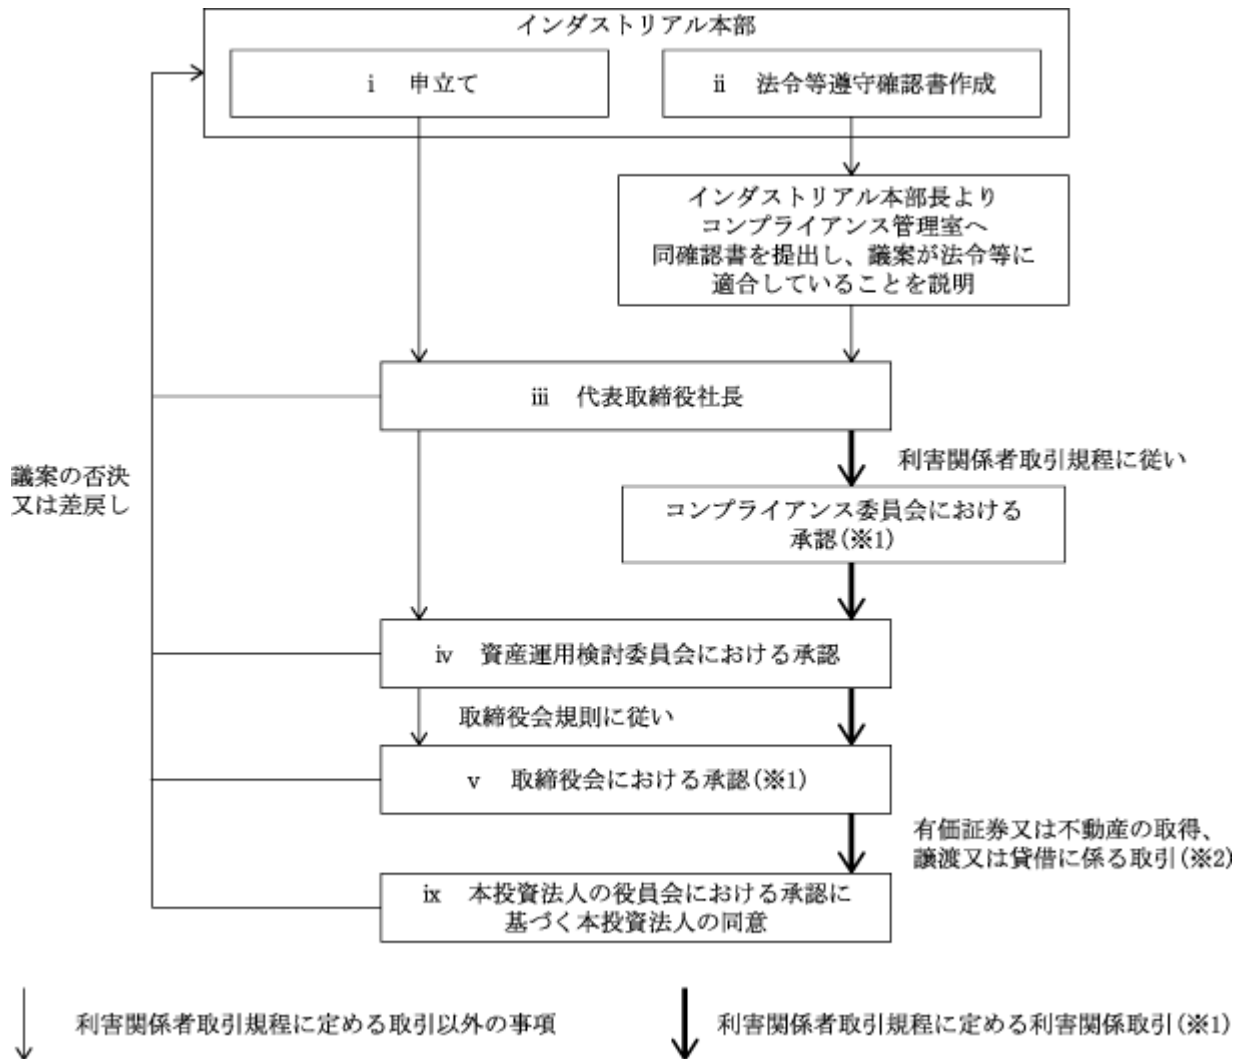 インダストリアル本部
i 申立て
ii 法令等遵守確認書作成
インダストリアル本部長より
コンプライアンス管理室へ
同確認書を提出し、議案が法令等に
適合していることを説明
iii 代表取締役社長
議案の否決
又は差戻し
利害関係者取引規程に従い
コンプライアンス委員会における
承認(※1)
iv 資産運用検討委員会における承認
取締役会規則に従い
v 取締役会における承認(※1)
有価証券又は不動産の取得、
譲渡又は貸借に係る取引(※2)
ix 本投資法人の役員会における承認に
基づく本投資法人の同意
利害関係者取引規程に定める取引以外の事項
利害関係者取引規程に定める利害関係取引(※1)